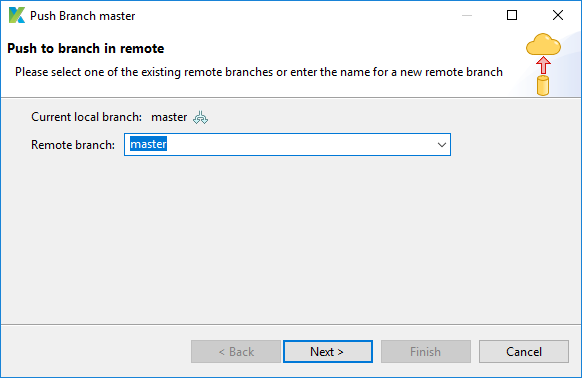 Push Branch master
Push to branch in remote
Please select one of the existing remote branches or enter the name for a new remote branch
Current local branch: master
Remote branch: master
< Back Next > Finish Cancel